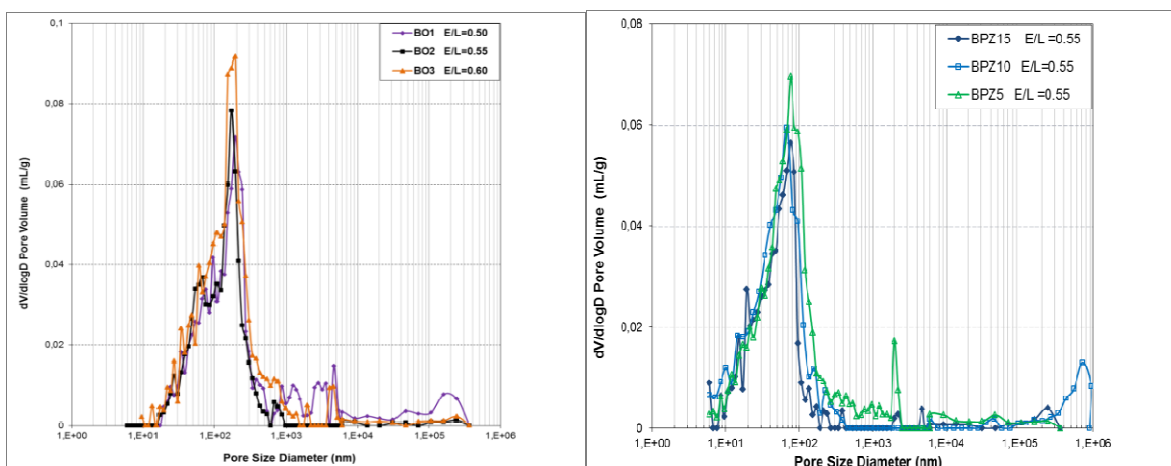 0,1
0,08
0,06
0,04
0,02
0
dV/dlogD Pore Volume (mL/g)
BO1 E/L=0.50
BO2 E/L=0.55
BO3 E/L=0.60
1,E+00 1,E+01 1,E+02 1,E+03 1,E+04 1,E+05 1,E+06
Pore Size Diameter (nm)
0,08
0,06
0,04
0,02
0
dV/dlogD Pore Volume (mL/g)
BPZ15 E/L =0.55
BPZ10 E/L=0.55
BPZ5 E/L=0.55
1,E+00 1,E+01 1,E+02 1,E+03 1,E+04 1,E+05 1,E+06
Pore Size Diameter (nm)